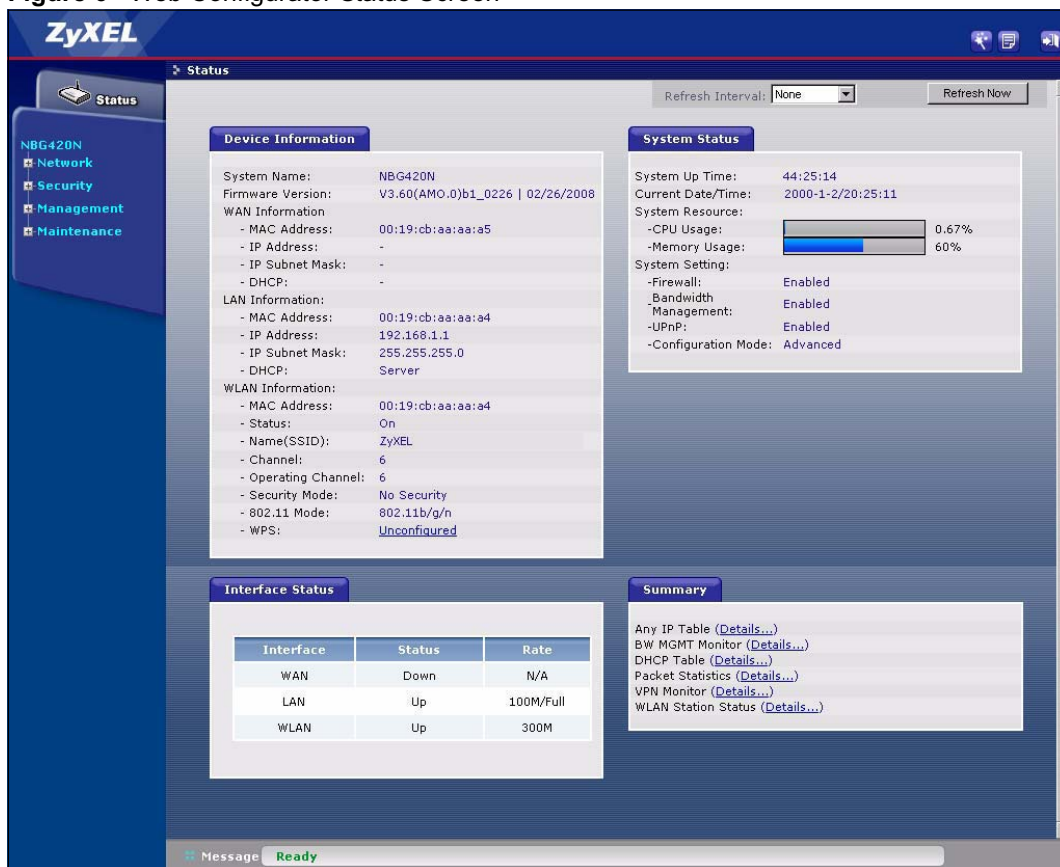 ZyXEL
Status
Status
Refresh Interval: None
Refresh Now
NBG420N
Network
Security
Management
Maintenance
Device Information
System Name: NBG420N
Firmware Version: V3.60(AMO.0)b1_0226 | 02/26/2008
WAN Information
- MAC Address: 00:19:cb:aa:aa:a5
- IP Address: -
- IP Subnet Mask: -
- DHCP: -
LAN Information:
- MAC Address: 00:19:cb:aa:aa:a4
- IP Address: 192.168.1.1
- IP Subnet Mask: 255.255.255.0
- DHCP: Server
WLAN Information:
- MAC Address: 00:19:cb:aa:aa:a4
- Status: On
- Name(SSID): ZyXEL
- Channel: 6
- Operating Channel: 6
- Security Mode: No Security
- 802.11 Mode: 802.11b/g/n
- WPS: Unconfigured
System Status
System Up Time: 44:25:14
Current Date/Time: 2000-1-2/20:25:11
System Resource:
-CPU Usage: 0.67%
-Memory Usage: 60%
System Setting:
-Firewall: Enabled
-Bandwidth
Management: Enabled
-UPnP: Enabled
-Configuration Mode: Advanced
Interface Status
Interface Status Rate
WAN Down N/A
LAN Up 100M/Full
WLAN Up 300M
Summary
Any IP Table (Details...)
BW MGMT Monitor (Details...)
DHCP Table (Details...)
Packet Statistics (Details...)
VPN Monitor (Details...)
WLAN Station Status (Details...)
Message Ready